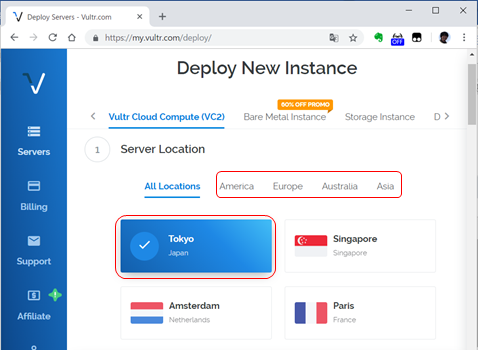 Deploy Servers - Vultr.com
https://my.vultr.com/deploy/
OFF
Deploy New Instance
50% OFF PROMO
Vultr Cloud Compute (VC2) Bare Metal Instance Storage Instance D
1 Server Location
All Locations America Europe Australia Asia
Tokyo
Japan
Singapore
Singapore
Amsterdam
Netherlands
Paris
France
Servers
Billing
Support
1
Affiliate